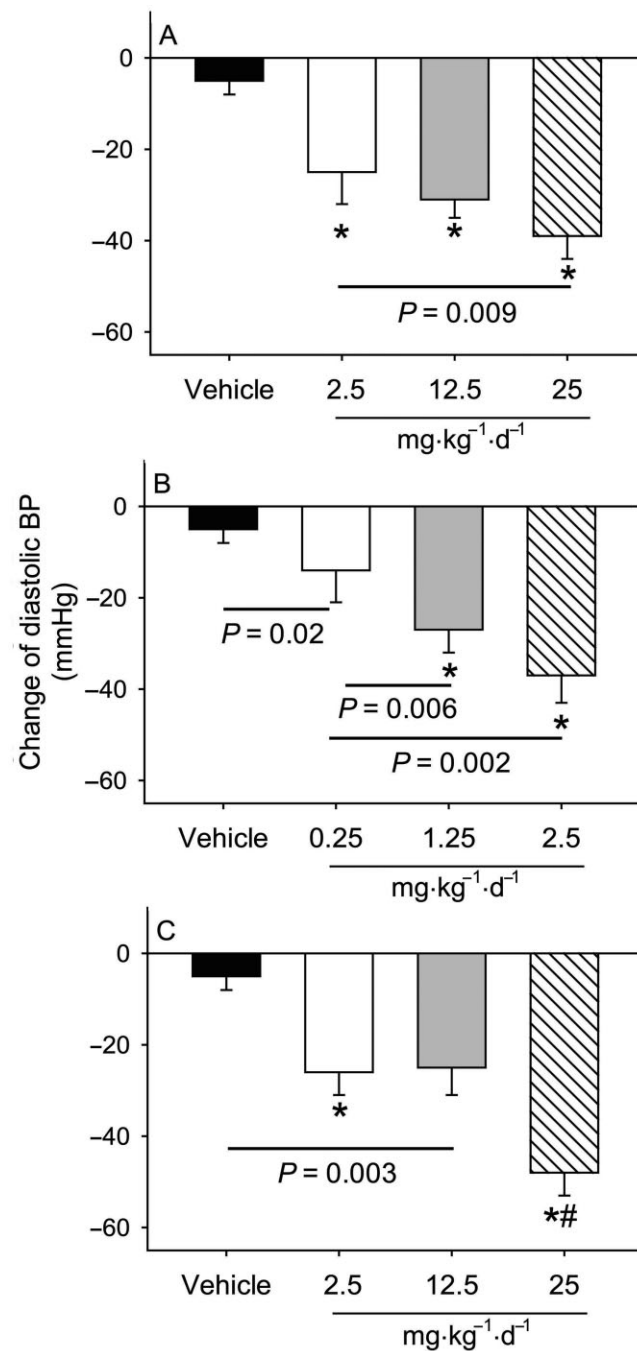 A
0
–20
–40
–60
*
*
*
P = 0.009
Vehicle
2.5
12.5
25
mg·kg⁻¹·d⁻¹
B
0
–20
–40
–60
P = 0.02
*
P = 0.006
*
P = 0.002
Vehicle
0.25
1.25
2.5
mg·kg⁻¹·d⁻¹
Change of diastolic BP
(mmHg)
C
0
–20
–40
–60
*
P = 0.003
*#
Vehicle
2.5
12.5
25
mg·kg⁻¹·d⁻¹